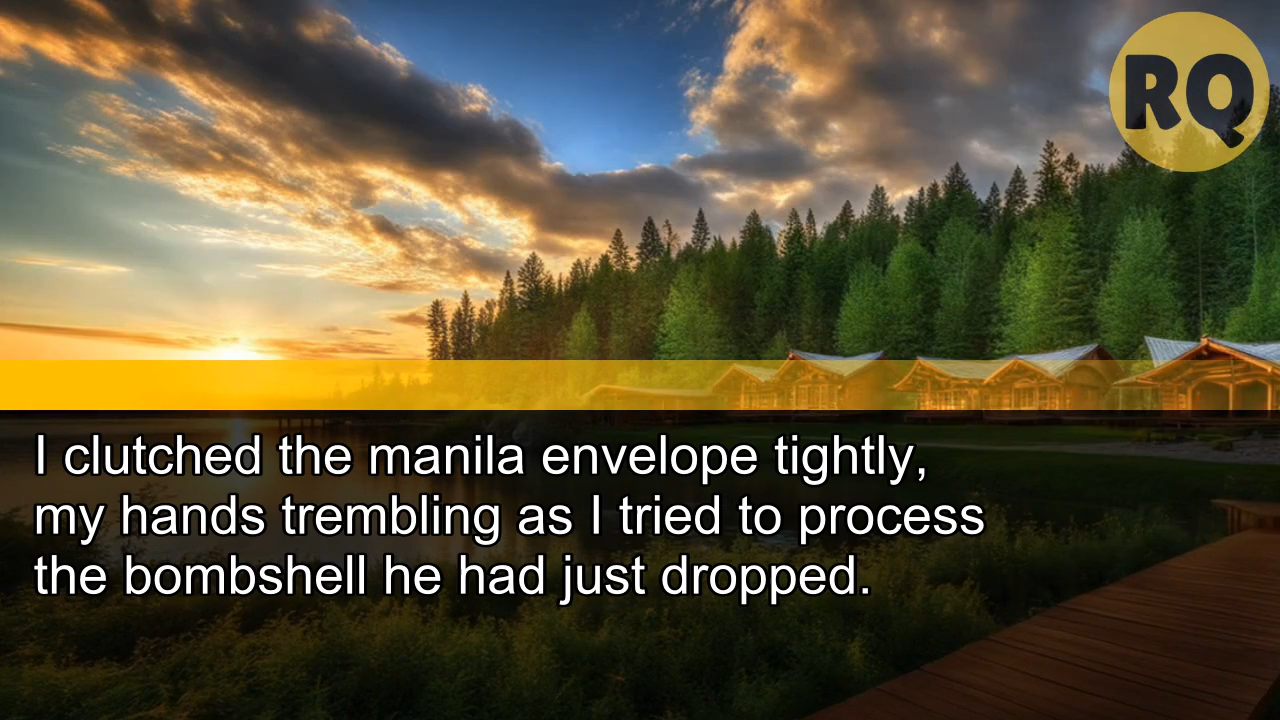 RQ
I clutched the manila envelope tightly,
my hands trembling as I tried to process
the bombshell he had just dropped.